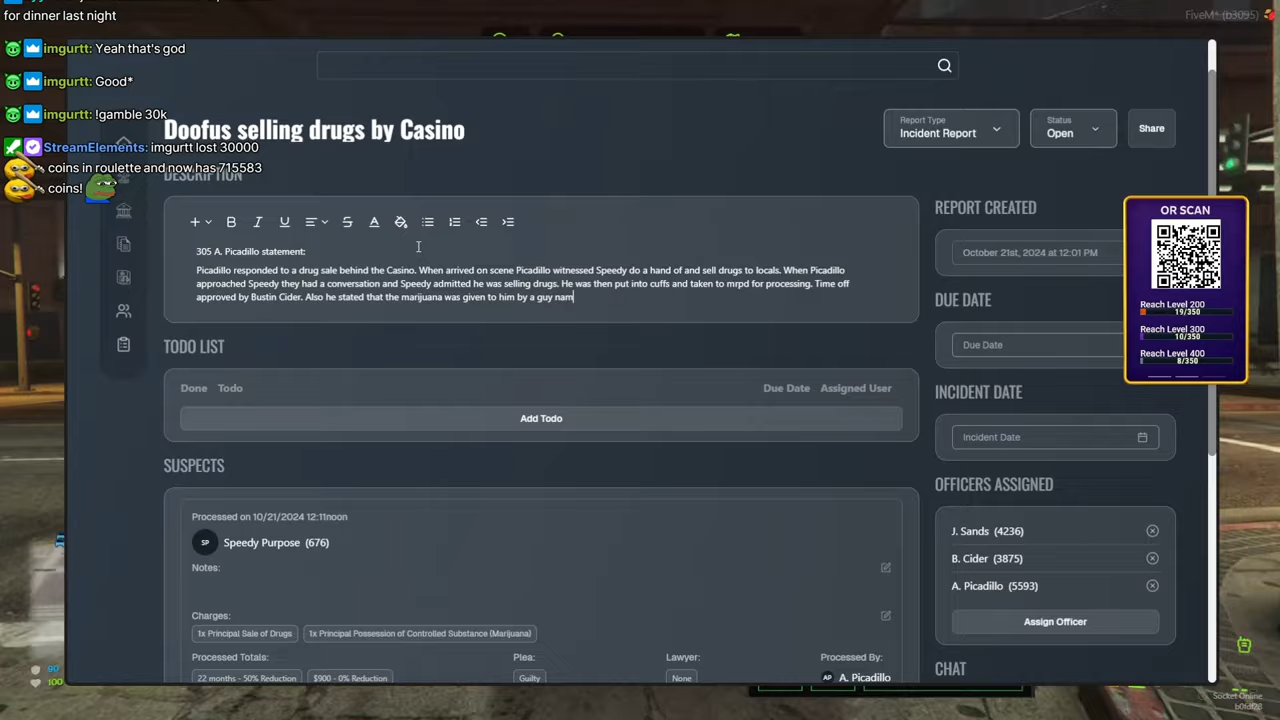 for dinner last night
imgurtt: Yeah that's god
imgurtt: Good*
imgurtt: !gamble 30k
StreamElements: imgurtt lost 30000
coins in roulette and now has 715583
coins!
FiveM® (b3095)
Doofus selling drugs by Casino
Report Type
Incident Report
Status
Open
Share
DESCRIPTION
305 A. Picadillo statement:
Picadillo responded to a drug sale behind the Casino. When arrived on scene Picadillo witnessed Speedy do a hand of and sell drugs to locals. When Picadillo
approached Speedy they had a conversation and Speedy admitted he was selling drugs. He was then put into cuffs and taken to mrpd for processing. Time off
approved by Bustin Cider. Also he stated that the marijuana was given to him by a guy nam
TODO LIST
Done Todo Due Date Assigned User
Add Todo
SUSPECTS
Processed on 10/21/2024 12:11noon
SP Speedy Purpose (676)
Notes:
Charges:
1x Principal Sale of Drugs 1x Principal Possession of Controlled Substance (Marijuana)
Processed Totals: Plea: Lawyer: Processed By:
22 months - 50% Reduction $900 - 0% Reduction Guilty None AP A. Picadillo
REPORT CREATED
October 21st, 2024 at 12:01 PM
DUE DATE
Due Date
INCIDENT DATE
Incident Date
OFFICERS ASSIGNED
J. Sands (4236)
B. Cider (3875)
A. Picadillo (5593)
Assign Officer
CHAT
OR SCAN
Reach Level 200
19/350
Reach Level 300
10/350
Reach Level 400
8/350
90
100
Socket Online